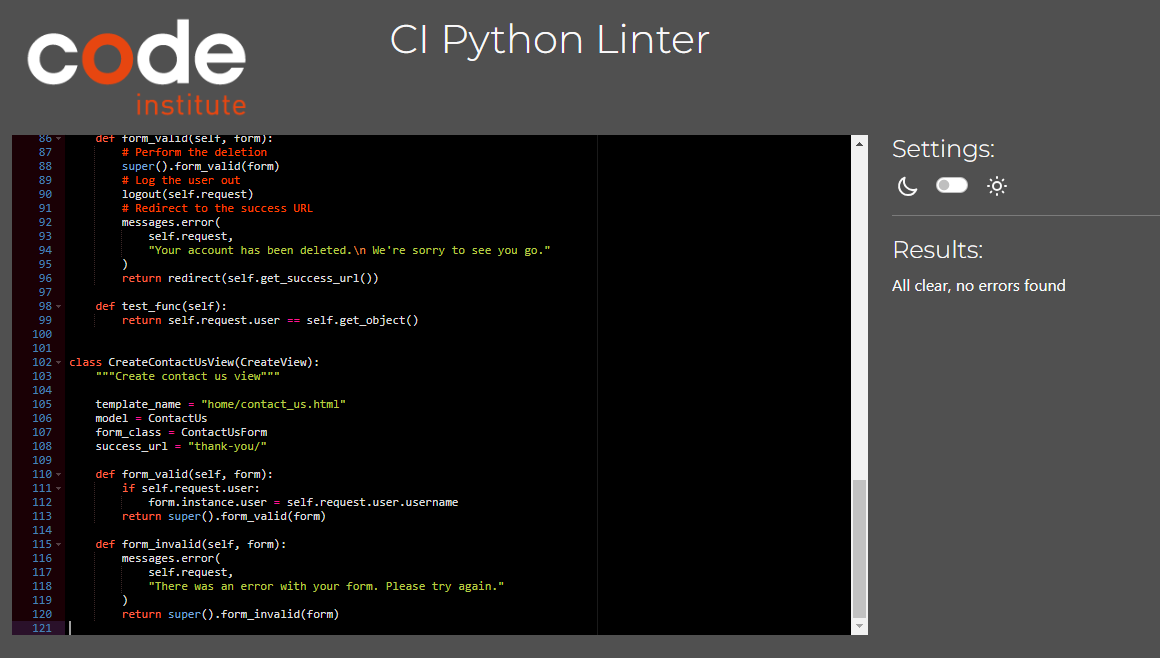 code
institute
CI Python Linter
86 def form_valid(self, form):
87 # Perform the deletion
88 super().form_valid(form)
89 # Log the user out
90 logout(self.request)
91 # Redirect to the success URL
92 messages.error(
93 self.request,
94 "Your account has been deleted.\n We're sorry to see you go."
95 )
96 return redirect(self.get_success_url())
97
98 def test_func(self):
99 return self.request.user == self.get_object()
100
101
102 class CreateContactUsView(CreateView):
103 """Create contact us view"""
104
105 template_name = "home/contact_us.html"
106 model = ContactUs
107 form_class = ContactUsForm
108 success_url = "thank-you/"
109
110 def form_valid(self, form):
111 if self.request.user:
112 form.instance.user = self.request.user.username
113 return super().form_valid(form)
114
115 def form_invalid(self, form):
116 messages.error(
117 self.request,
118 "There was an error with your form. Please try again."
119 )
120 return super().form_invalid(form)
121
Settings:
Results:
All clear, no errors found